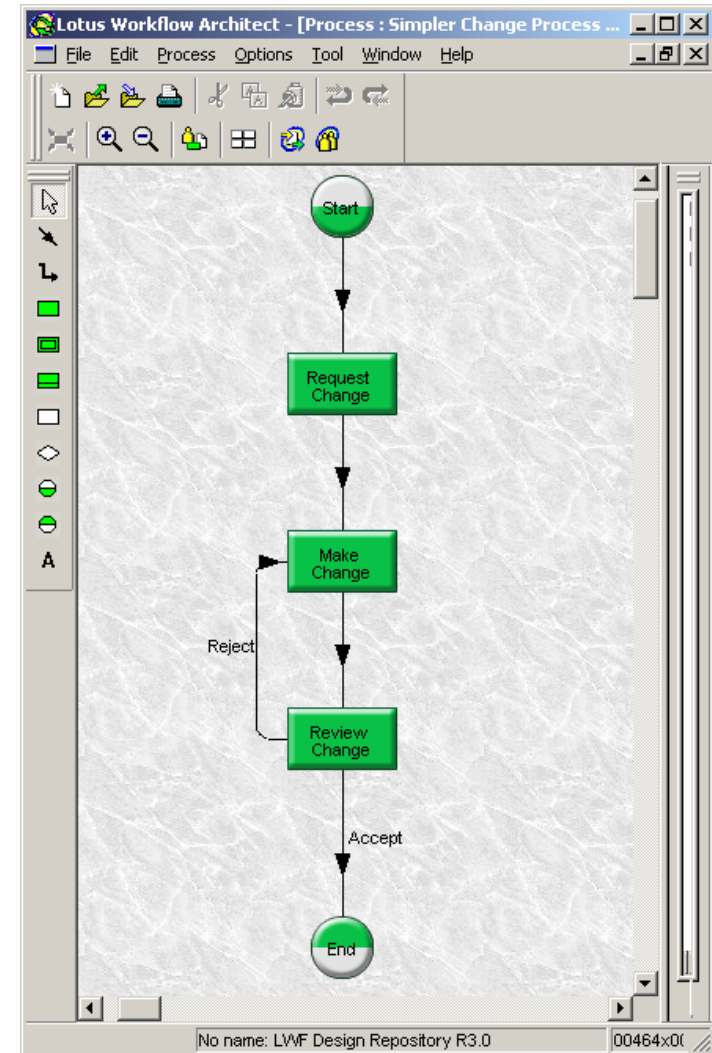 Lotus Workflow Architect - [Process : Simpler Change Process ...
File Edit Process Options Tool Window Help
A
Start
Request
Change
Make
Change
Reject
Review
Change
Accept
End
No name: LWF Design Repository R3.0
00464x00